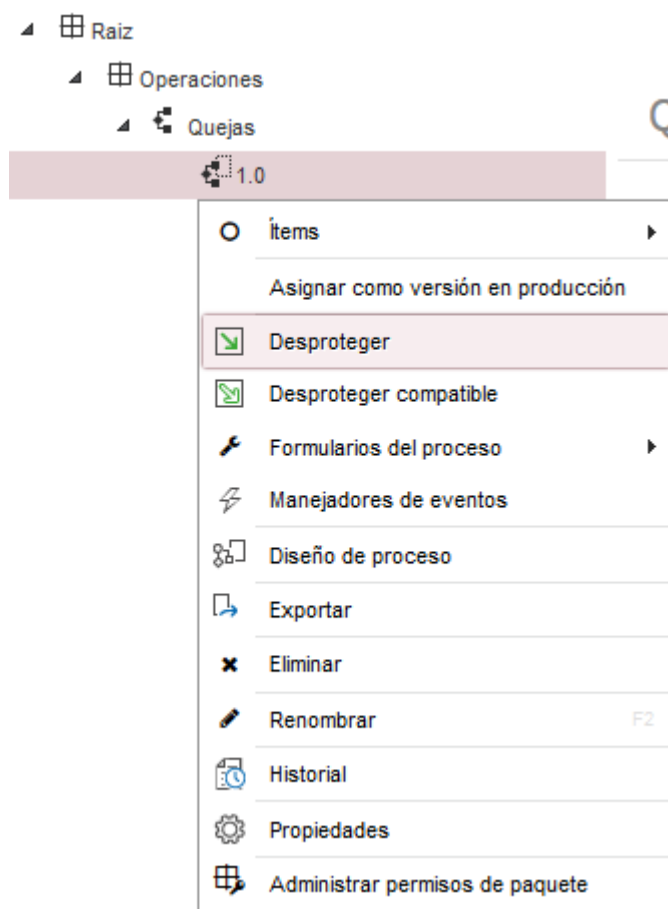 Raiz
Operaciones
Quejas
Q
1.0
Ítems
Asignar como versión en producción
Desproteger
Desproteger compatible
Formularios del proceso
Manejadores de eventos
Diseño de proceso
Exportar
Eliminar
Renombrar F2
Historial
Propiedades
Administrar permisos de paquete